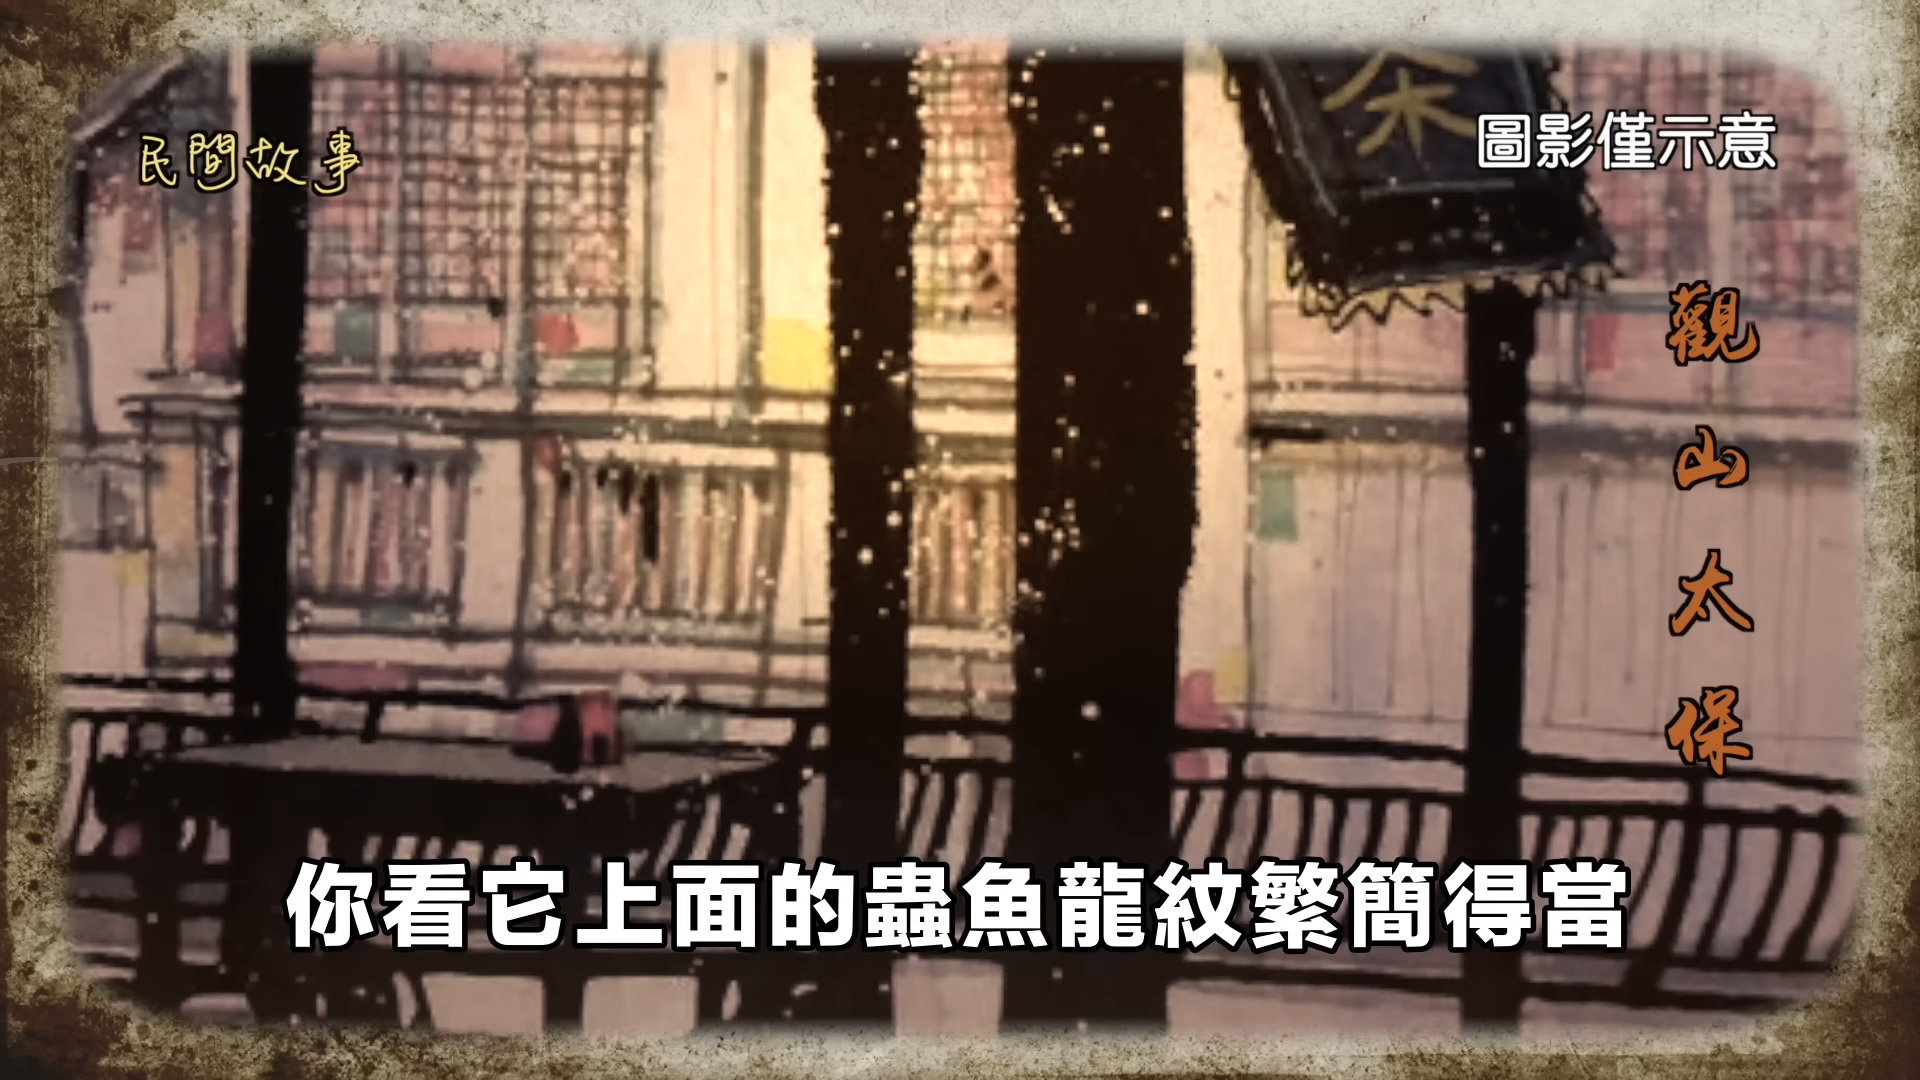 民間故事
圖影僅示意
觀山太保
你看它上面的蟲魚龍紋繁簡得當